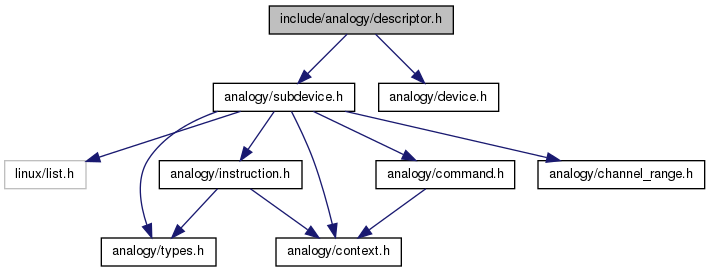 include/analogy/descriptor.h
analogy/subdevice.h
analogy/device.h
linux/list.h
analogy/instruction.h
analogy/command.h
analogy/channel_range.h
analogy/types.h
analogy/context.h